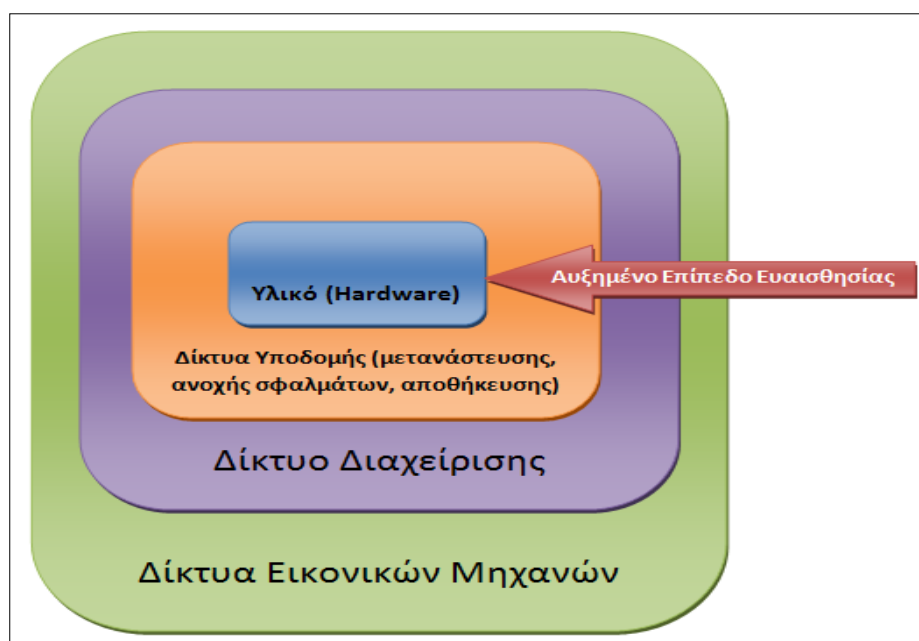 Υλικό (Hardware)
Αυξημένο Επίπεδο Ευαισθησίας
Δίκτυα Υποδομής (μετανάστευσης,
ανοχής σφαλμάτων, αποθήκευσης)
Δίκτυο Διαχείρισης
Δίκτυα Εικονικών Μηχανών